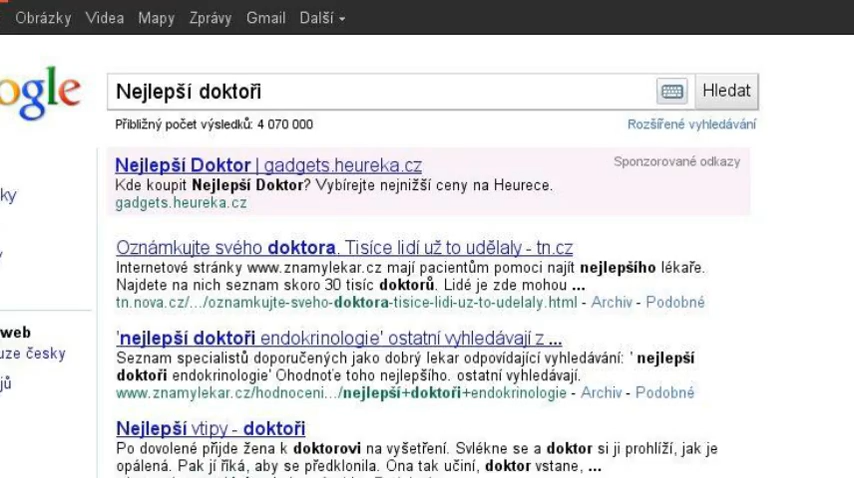 Obrázky Videa Mapy Zprávy Gmail Další
ogle
Nejlepší doktoři
Hledat
Přibližný počet výsledků: 4 070 000
Rozšířené vyhledávání
Nejlepší Doktor | gadgets.heureka.cz
Sponzorované odkazy
Kde koupit Nejlepší Doktor? Vybírejte nejnižší ceny na Heurece.
gadgets.heureka.cz
ky
Oznámkujte svého doktora. Tisíce lidí už to udělaly - tn.cz
Internetové stránky www.znamylekar.cz mají pacientům pomoci najít nejlepšího lékaře.
Najdete na nich seznam skoro 30 tisíc doktorů. Lidé je zde mohou ...
tn.nova.cz/.../oznamkujte-sveho-doktora-tisice-lidi-uz-to-udelaly.html - Archiv - Podobné
web
uze česky
jů
'nejlepší doktoři endokrinologie' ostatní vyhledávají z ...
Seznam specialistů doporučených jako dobrý lekar odpovídající vyhledávání: ' nejlepší
doktoři endokrinologie' Ohodnoťe toho nejlepšího. ostatní vyhledávají.
www.znamylekar.cz/hodnoceni.../nejlepší+doktoři+endokrinologie - Archiv - Podobné
Nejlepší vtipy - doktoři
Po dovolené přijde žena k doktorovi na vyšetření. Svlékne se a doktor si ji prohlíží, jak je
opálená. Pak jí říká, aby se předklonila. Ona tak učiní, doktor vstane, ...